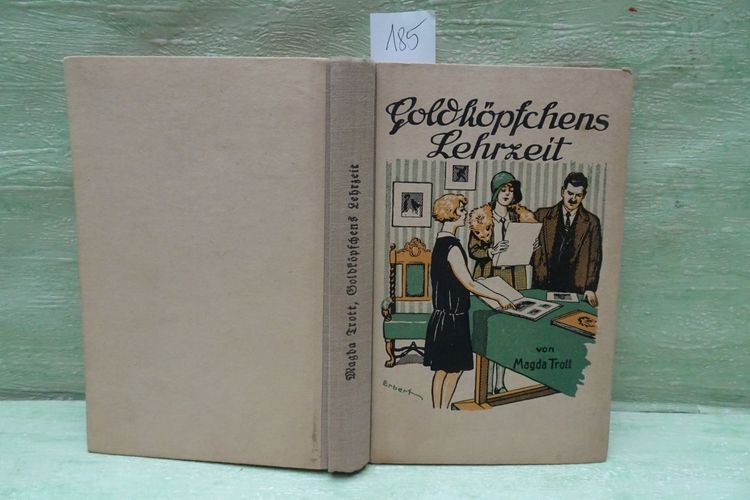 185
Goldköpfchens
Lehrzeit
von
Magda Trott
Erbert
Magda Trott, Goldköpfchens Lehrzeit